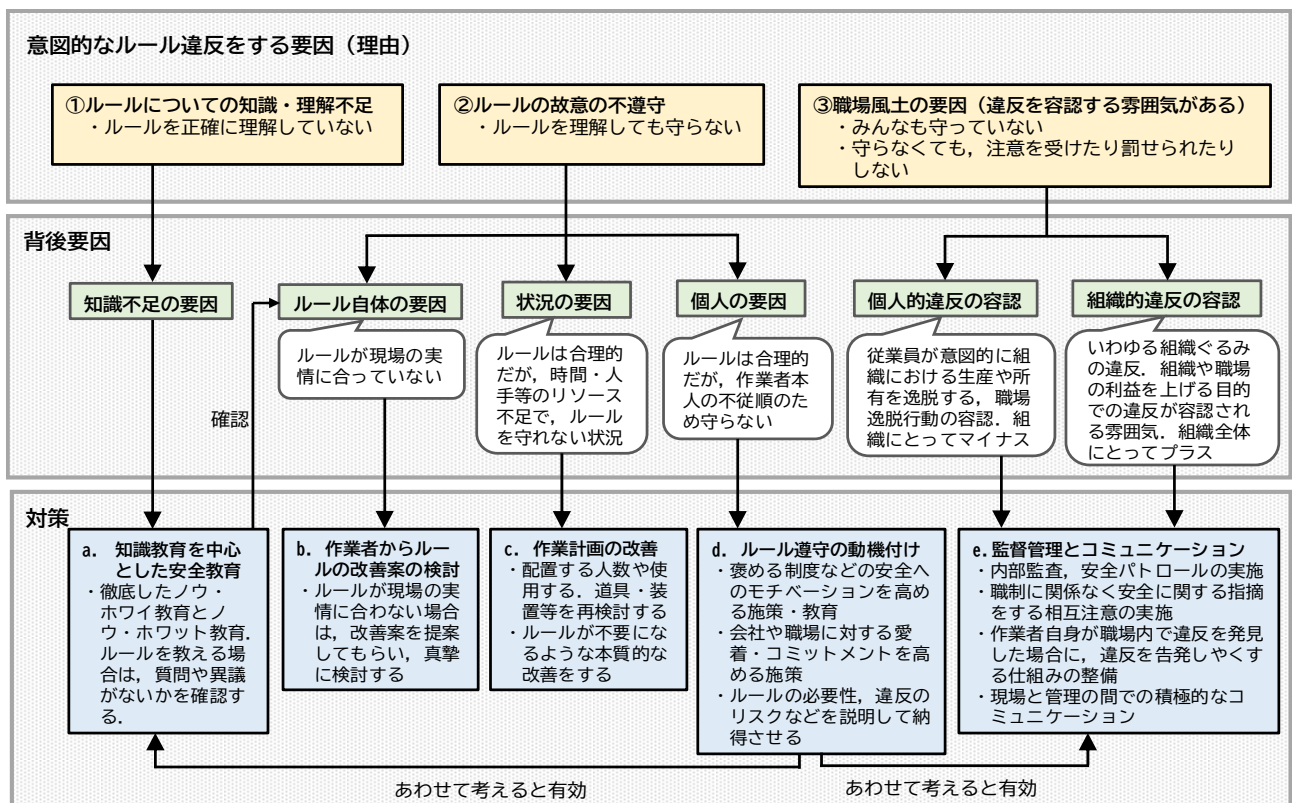 意図的なルール違反をする要因（理由）
①ルールについての知識・理解不足
・ルールを正確に理解していない
②ルールの故意の不遵守
・ルールを理解しても守らない
③職場風土の要因（違反を容認する雰囲気がある）
・みんなも守っていない
・守らなくても，注意を受けたり罰せられたり
しない
背後要因
知識不足の要因
ルール自体の要因
状況の要因
個人の要因
個人的違反の容認
組織的違反の容認
確認
ルールが現場の実
情に合っていない
ルールは合理的
だが，時間・人
手等のリソース
不足で，ルール
を守れない状況
ルールは合理的
だが，作業者本
人の不従順のた
め守らない
従業員が意図的に組
織における生産や所
有を逸脱する，職場
逸脱行動の容認．組
織にとってマイナス
いわゆる組織ぐるみ
の違反．組織や職場
の利益を上げる目的
での違反が容認され
る雰囲気．組織全体
にとってプラス
対策
a. 知識教育を中心
とした安全教育
・徹底したノウ・
ホワイ教育とノ
ウ・ホワット教育．
ルールを教える場
合は，質問や異議
がないかを確認す
る．
b. 作業者からルー
ルの改善案の検討
・ルールが現場の実
情に合わない場合
は，改善案を提案
してもらい，真摯
に検討する
c. 作業計画の改善
・配置する人数や使
用する．道具・装
置等を再検討する
・ルールが不要にな
るような本質的な
改善をする
d. ルール遵守の動機付け
・褒める制度などの安全へ
のモチベーションを高め
る施策・教育
・会社や職場に対する愛
着・コミットメントを高
める施策
・ルールの必要性，違反の
リスクなどを説明して納
得させる
e.監督管理とコミュニケーション
・内部監査，安全パトロールの実施
・職制に関係なく安全に関する指摘
をする相互注意の実施
・作業者自身が職場内で違反を発見
した場合に，違反を告発しやくす
る仕組みの整備
・現場と管理の間での積極的なコ
ミュニケーション
あわせて考えると有効
あわせて考えると有効